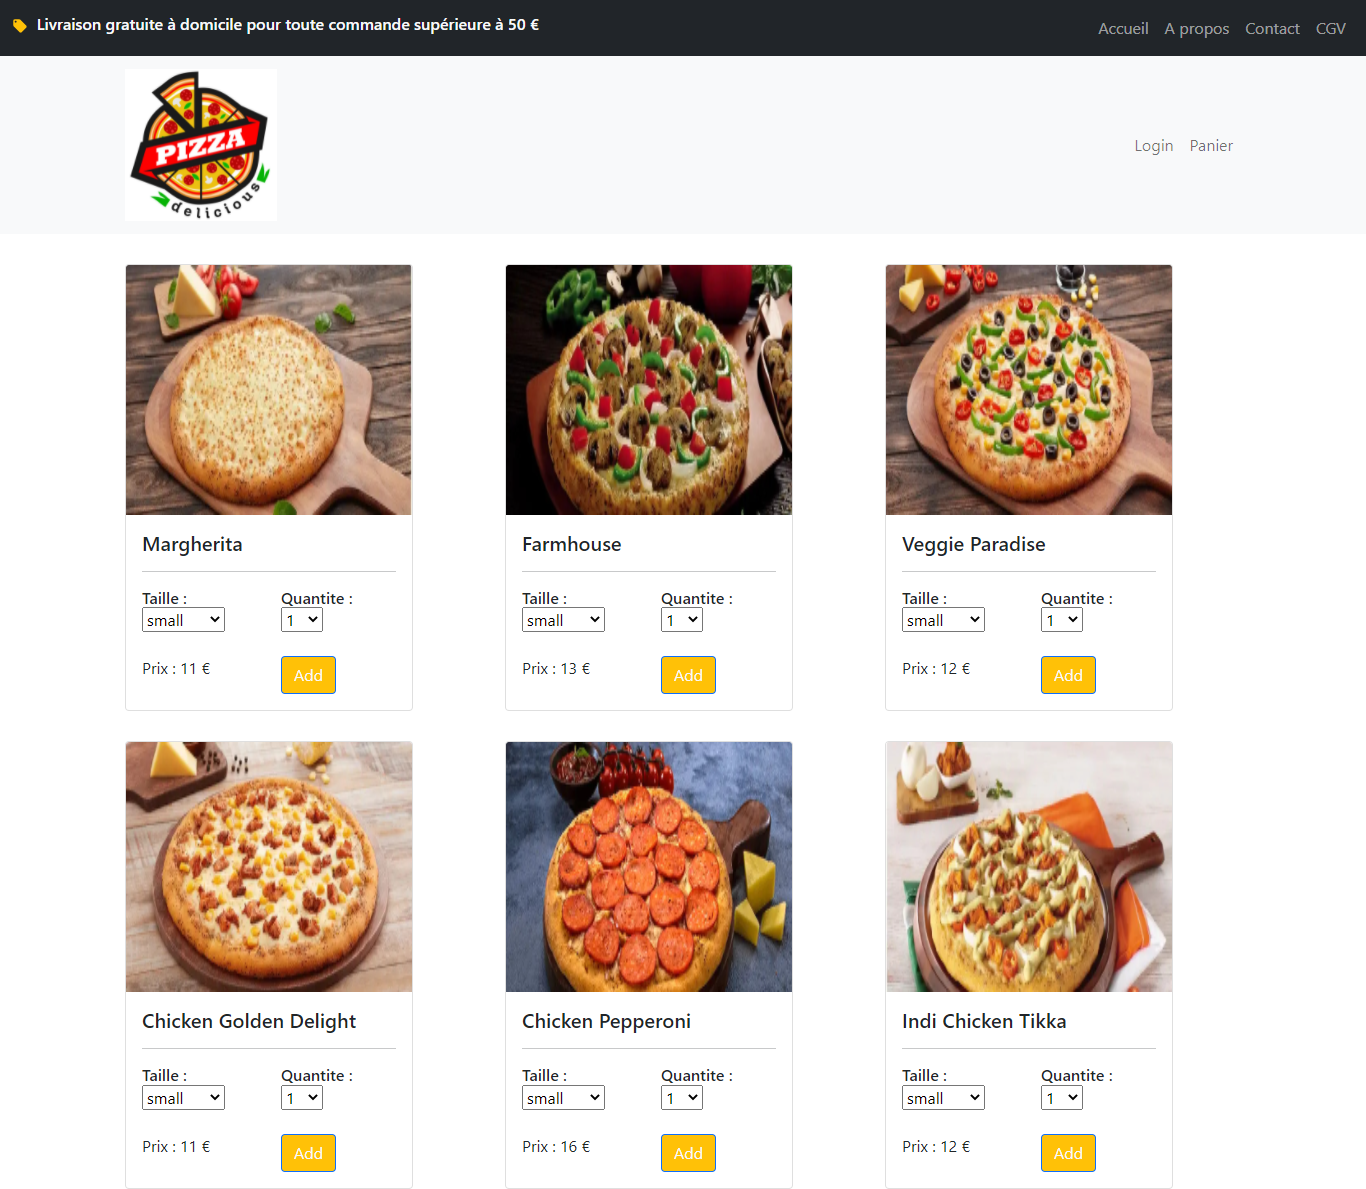 Livraison gratuite à domicile pour toute commande supérieure à 50 €
Accueil A propos Contact CGV
PIZZA
delicious
Login Panier
Margherita
Taille : Quantite :
small 1
Prix : 11 € Add
Farmhouse
Taille : Quantite :
small 1
Prix : 13 € Add
Veggie Paradise
Taille : Quantite :
small 1
Prix : 12 € Add
Chicken Golden Delight
Taille : Quantite :
small 1
Prix : 11 € Add
Chicken Pepperoni
Taille : Quantite :
small 1
Prix : 16 € Add
Indi Chicken Tikka
Taille : Quantite :
small 1
Prix : 12 € Add